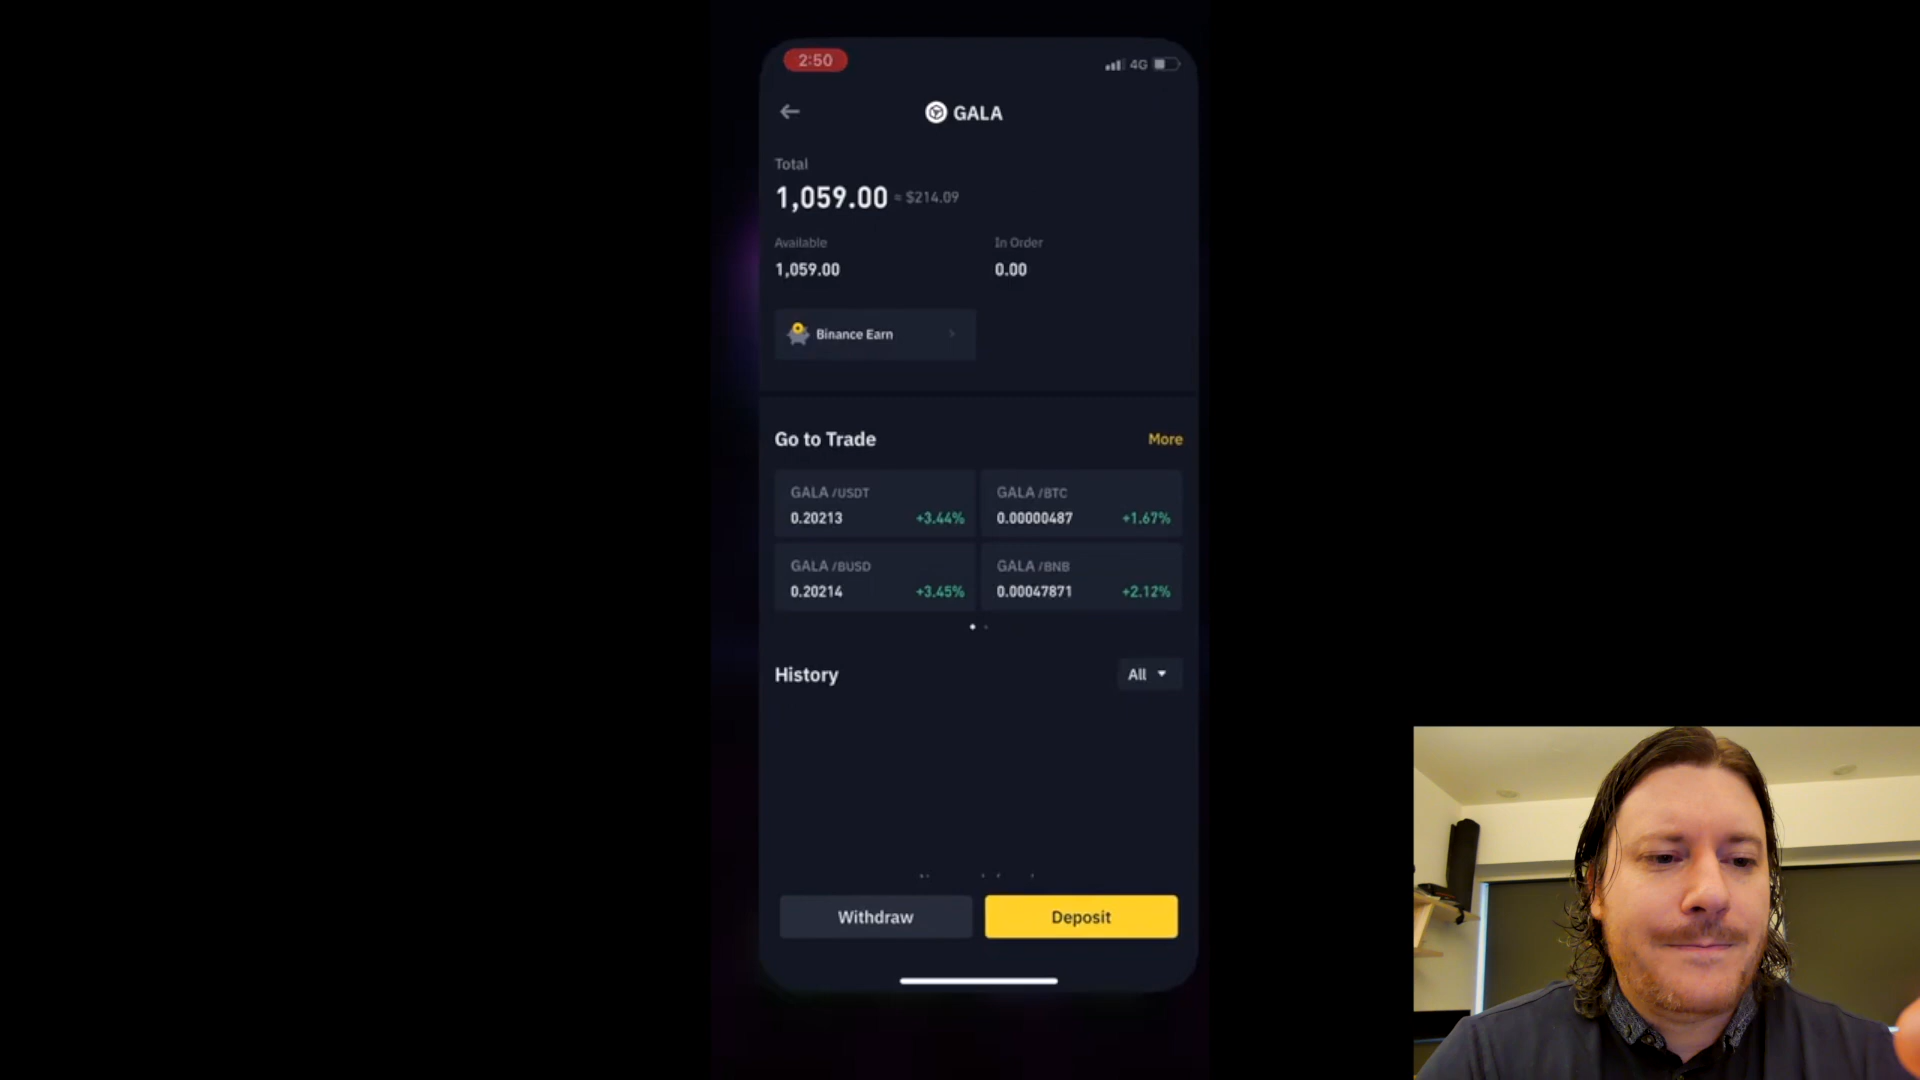 2:50
4G
GALA
Total
1,059.00 ≈ $214.09
Available
In Order
1,059.00
0.00
Binance Earn
Go to Trade
More
GALA /USDT
GALA /BTC
0.20213
+3.44%
0.00000487
+1.67%
GALA /BUSD
GALA /BNB
0.20214
+3.45%
0.00047871
+2.12%
History
All
Withdraw
Deposit